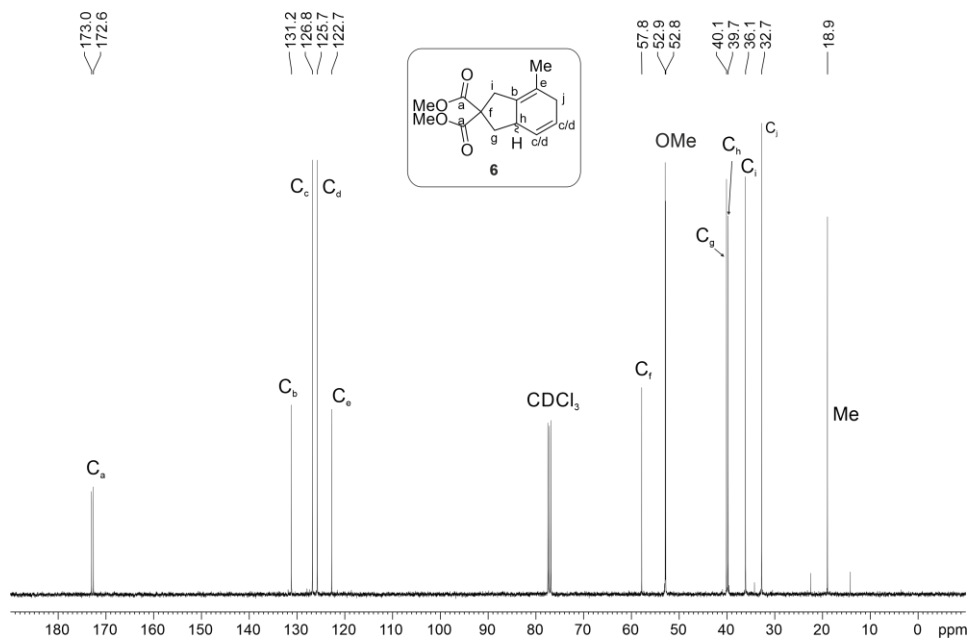 173.0
172.6
131.2
126.8
125.7
122.7
57.8
52.9
52.8
40.1
39.7
36.1
32.7
18.9
Me
O
i
e
b
j
MeO
a
f
h
MeO
a
c/d
g
H
c/d
O
6
OMe
C_h
C_j
C_i
C_c
C_d
C_g
C_f
C_b
C_e
CDCl₃
Me
C_a
180 170 160 150 140 130 120 110 100 90 80 70 60 50 40 30 20 10 0 ppm